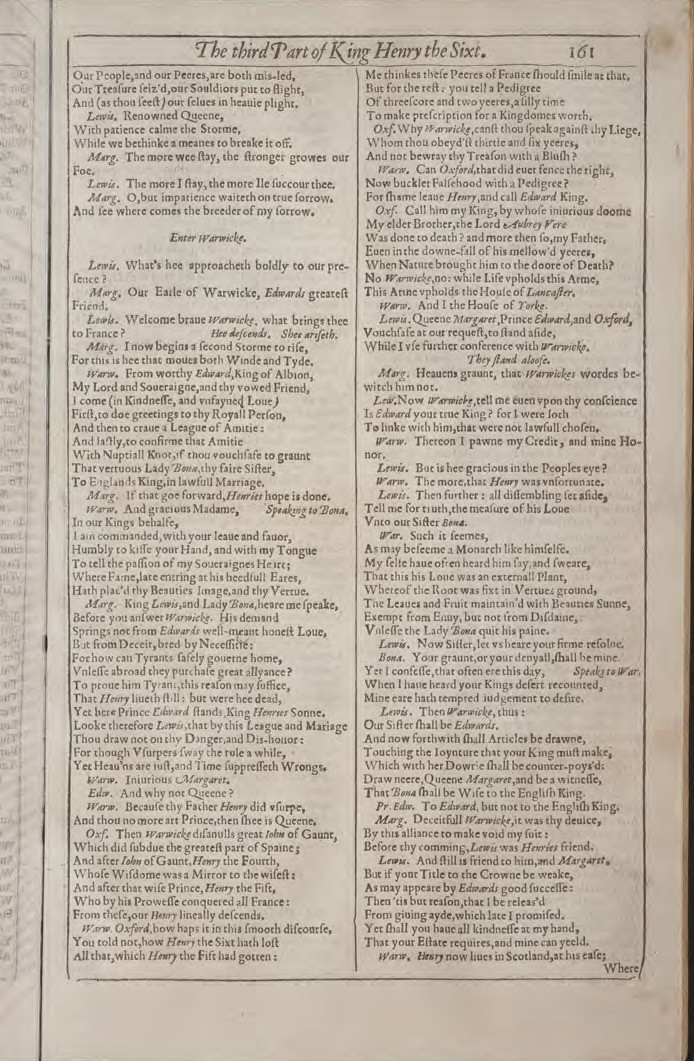 The third Part of King Henry the Sixt. 161
Our People,and our Peeres,are both mis-led,
Our Treasure seiz'd,our Souldiors put to flight,
And (as thou seest) our selues in heauie plight.
Lewis. Renowned Queene,
With patience calme the Storme,
While we bethinke a meanes to breake it off.
Marg. The more wee stay, the stronger growes our
Foe.
Lewis. The more I stay, the more Ile succour thee.
Marg. O,but impatience waiteth on true sorrow.
And see where comes the breeder of my sorrow.
Enter Warwicke.
Lewis. What's hee approacheth boldly to our pre-
sence?
Marg. Our Earle of Warwicke, Edwards greatest
Friend.
Lewis. Welcome braue Warwicke, what brings thee
to France? Hee descends. Shee ariseth.
Marg. I now begins a second Storme to rise,
For this is hee that moues both Winde and Tyde.
Warw. From worthy Edward,King of Albion,
My Lord and Soueraigne,and thy vowed Friend,
I come (in Kindnesse, and vnfayned Loue)
First,to doe greetings to thy Royall Person,
And then to craue a League of Amitie:
And lastly,to confirme that Amitie
With Nuptiall Knot,if thou vouchsafe to graunt
That vertuous Lady Bona,thy faire Sister,
To Englands King,in lawfull Marriage.
Marg. If that goe forward,Henries hope is done.
Warw. And gracious Madame, Speaking to Bona.
In our Kings behalfe,
I am commanded,with your leaue and fauor,
Humbly to kisse your Hand, and with my Tongue
To tell the passion of my Soueraignes Heart;
Where Fame,late entring at his heedfull Eares,
Hath plac'd thy Beauties Image,and thy Vertue.
Marg. King Lewis,and Lady Bona,heare me speake,
Before you answer Warwicke. His demand
Springs not from Edwards well-meant honest Loue,
But from Deceit,bred by Necessitie:
For how can Tyrants safely gouerne home,
Vnlesse abroad they purchase great allyance?
To proue him Tyrant,this reason may suffice,
That Henry liueth still: but were hee dead,
Yet here Prince Edward stands,King Henries Sonne.
Looke therefore Lewis,that by this League and Mariage
Thou draw not on thy Danger,and Dis-honor:
For though Vsurpers sway the rule a while,
Yet Heau'ns are iust,and Time suppresseth Wrongs.
Warw. Iniurious Margaret.
Edw. And why not Queene?
Warw. Because thy Father Henry did vsurpe,
And thou no more art Prince,then shee is Queene.
Oxf. Then Warwicke disanulls great Iohn of Gaunt,
Which did subdue the greatest part of Spaine;
And after Iohn of Gaunt,Henry the Fourth,
Whose Wisdome was a Mirror to the wisest:
And after that wise Prince,Henry the Fift,
Who by his Prowesse conquered all France:
From these,our Henry lineally descends.
Warw. Oxford,how haps it in this smooth discourse,
You told not,how Henry the Sixt hath lost
All that,which Henry the Fift had gotten:
Me thinkes these Peeres of France should smile at that.
But for the rest: you tell a Pedigree
Of threescore and two yeeres,a silly time
To make prescription for a Kingdomes worth.
Oxf. Why Warwicke,canst thou speak against thy Liege,
Whom thou obeyd'st thirtie and six yeeres,
And not bewray thy Treason with a Blush?
Warw. Can Oxford,that did euer fence the right,
Now buckler Falsehood with a Pedigree?
For shame leaue Henry,and call Edward King.
Oxf. Call him my King,by whose iniurious doome
My elder Brother,the Lord Aubrey Vere
Was done to death? and more then so,my Father,
Euen in the downe-fall of his mellow'd yeeres,
When Nature brought him to the doore of Death?
No Warwicke,no: while Life vpholds this Arme,
This Arme vpholds the House of Lancaster.
Warw. And I the House of Yorke.
Lewis. Queene Margaret,Prince Edward,and Oxford,
Vouchsafe at our request,to stand aside,
While I vse further conference with Warwicke.
They stand aloofe.
Marg. Heauens graunt, that Warwickes wordes be-
witch him not.
Lew. Now Warwicke,tell me euen vpon thy conscience
Is Edward your true King? for I were loth
To linke with him,that were not lawfull chosen.
Warw. Thereon I pawne my Credit, and mine Ho-
nor.
Lewis. But is hee gracious in the Peoples eye?
Warw. The more,that Henry was vnfortunate.
Lewis. Then further: all dissembling set aside,
Tell me for truth,the measure of his Loue
Vnto our Sister Bona.
War. Such it seemes,
As may beseeme a Monarch like himselfe.
My selfe haue often heard him say,and sweare,
That this his Loue was an externall Plant,
Whereof the Root was fixt in Vertues ground,
The Leaues and Fruit maintain'd with Beauties Sunne,
Exempt from Enuy,but not from Disdaine,
Vnlesse the Lady Bona quit his paine.
Lewis. Now Sister,let vs heare your firme resolue.
Bona. Your graunt,or your denyall,shall be mine.
Yet I confesse,that often ere this day, Speaks to War.
When I haue heard your Kings desert recounted,
Mine eare hath tempted iudgement to desire.
Lewis. Then Warwicke, thus:
Our Sister shall be Edwards.
And now forthwith shall Articles be drawne,
Touching the Ioynture that your King must make,
Which with her Dowrie shall be counter-poys'd:
Draw neere,Queene Margaret,and be a witnesse,
That Bona shall be Wife to the English King.
Pr. Edw. To Edward, but not to the English King.
Marg. Deceitfull Warwicke,it was thy deuice,
By this alliance to make void my suit:
Before thy comming,Lewis was Henries friend.
Lewis. And still is friend to him,and Margaret.
But if your Title to the Crowne be weake,
As may appeare by Edwards good successe:
Then 'tis but reason,that I be releas'd
From giuing ayde,which late I promised.
Yet shall you haue all kindnesse at my hand,
That your Estate requires,and mine can yeeld.
Warw. Henry now liues in Scotland,at his ease;
Where